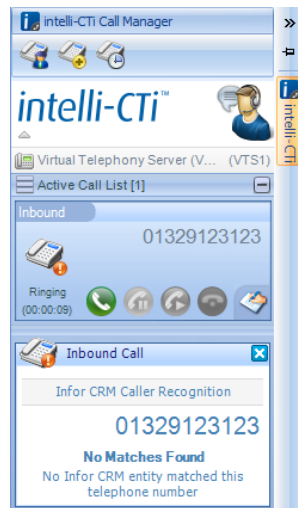 intelli-CTi Call Manager
intelli-CTi™
Virtual Telephony Server (V... (VTS1)
Active Call List [1]
Inbound
01329123123
Ringing
(00:00:09)
Inbound Call
Infor CRM Caller Recognition
01329123123
No Matches Found
No Infor CRM entity matched this
telephone number
intelli-CTi